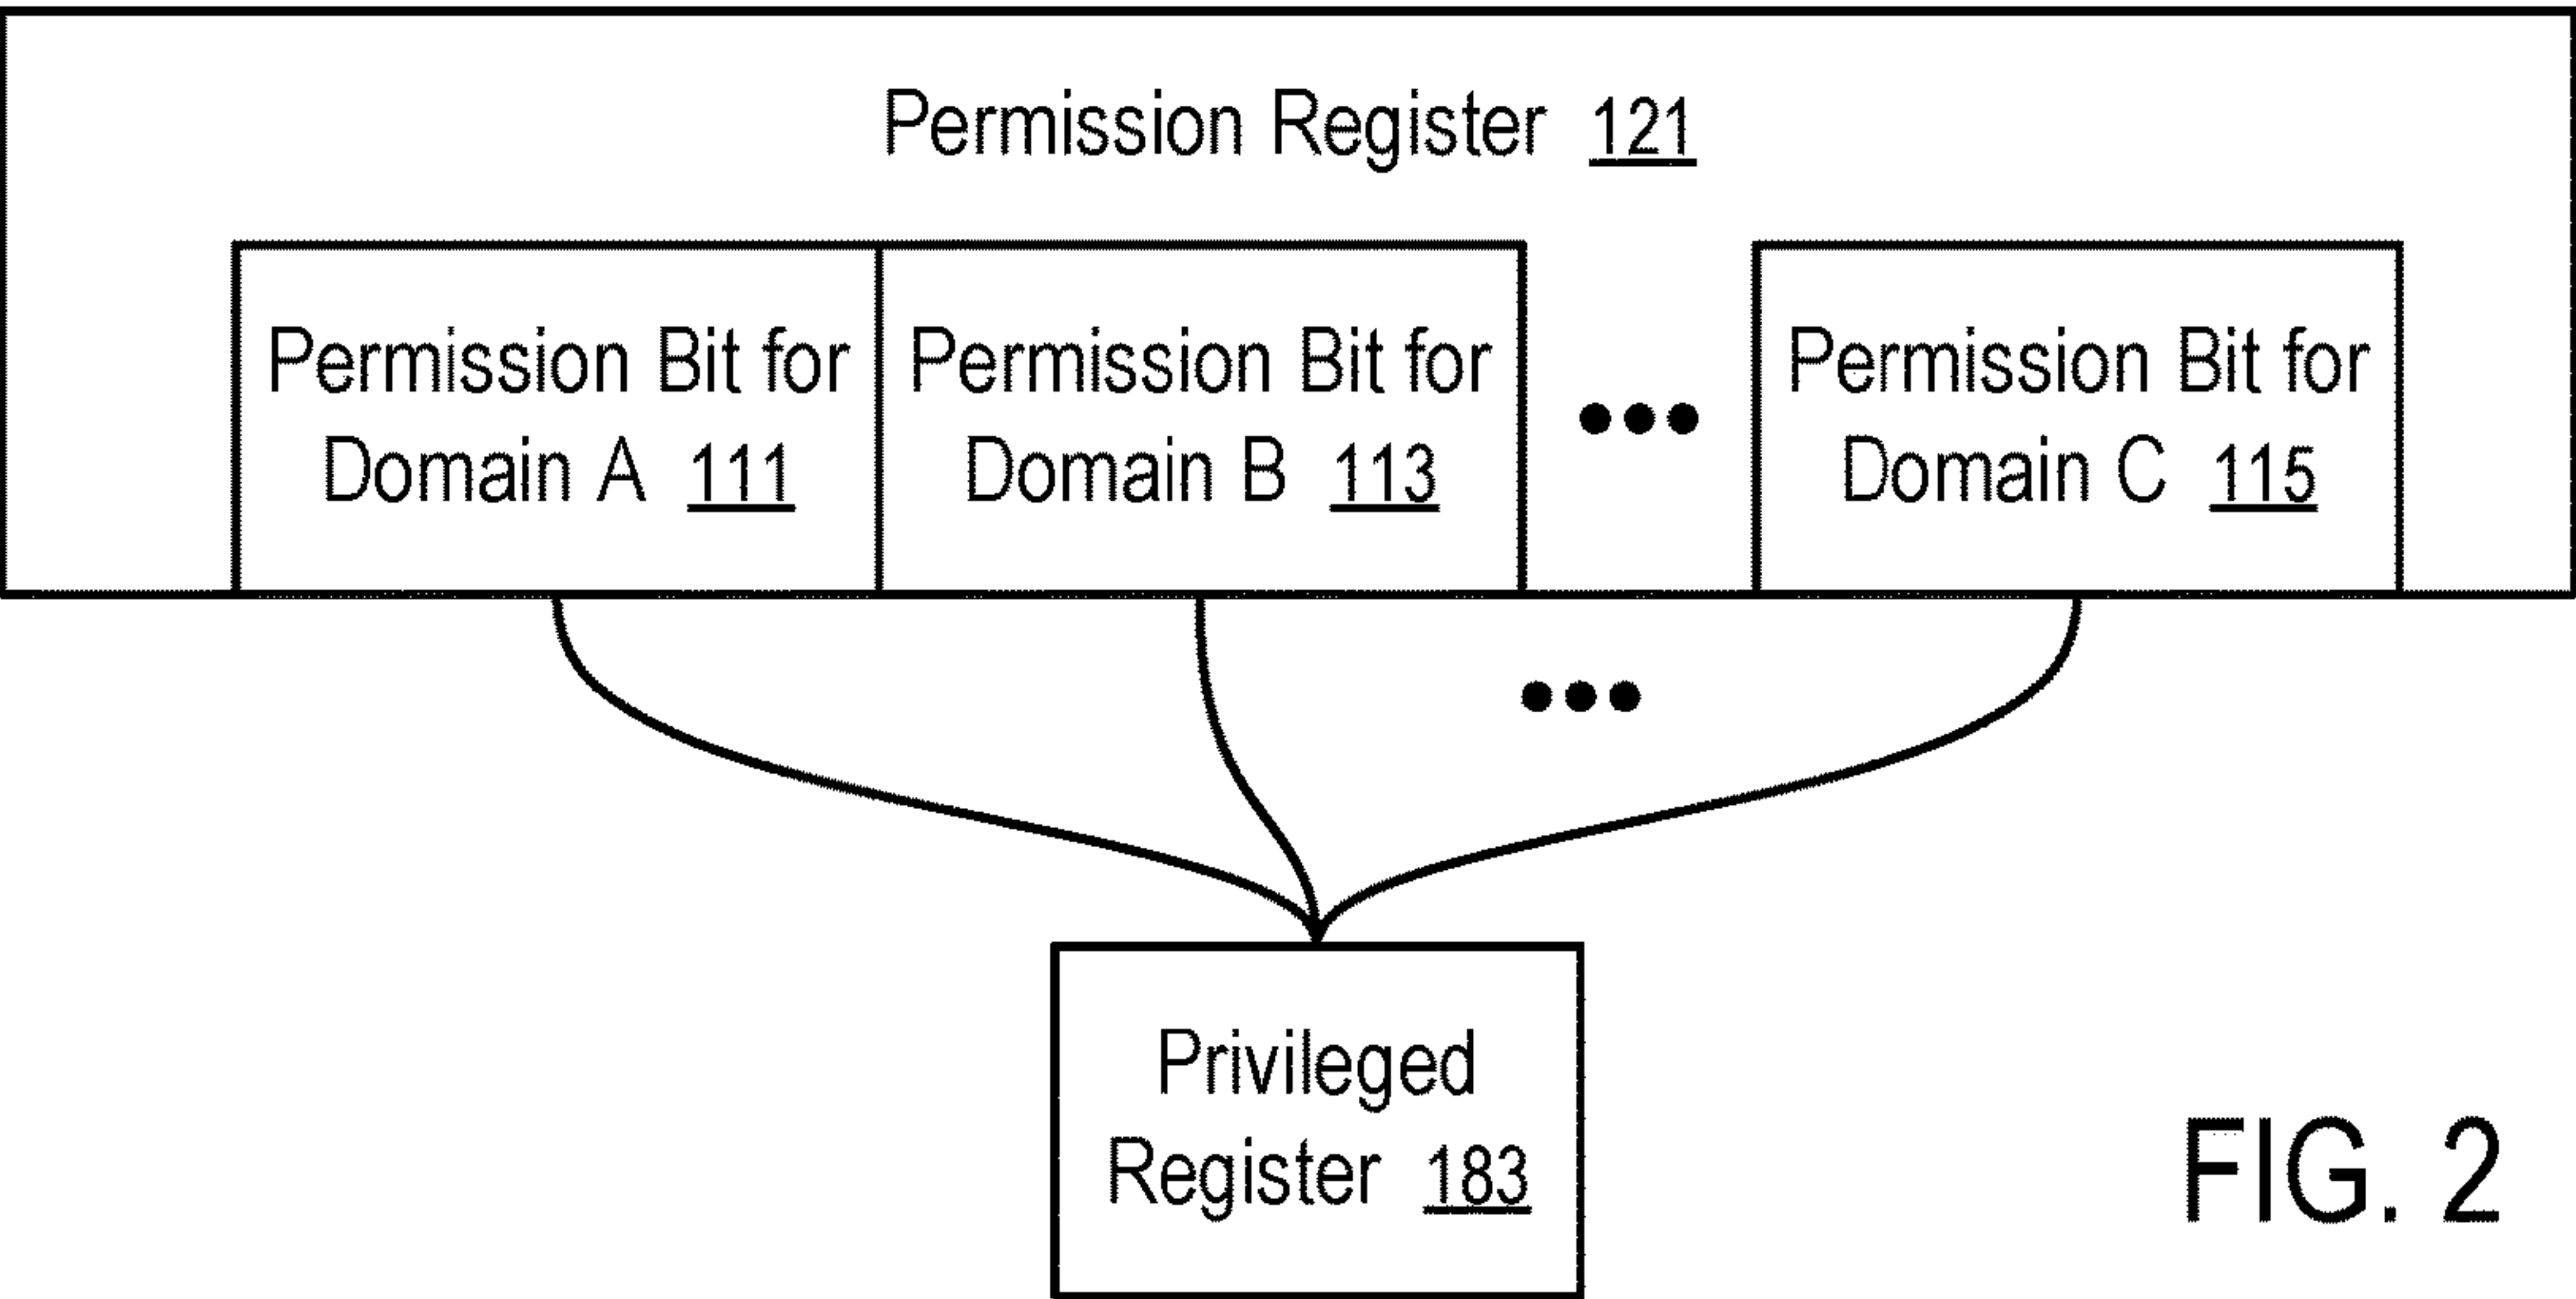 Permission Register 121
Permission Bit for
Domain A 111
Permission Bit for
Domain B 113
•••
Permission Bit for
Domain C 115
•••
Privileged
Register 183
FIG. 2